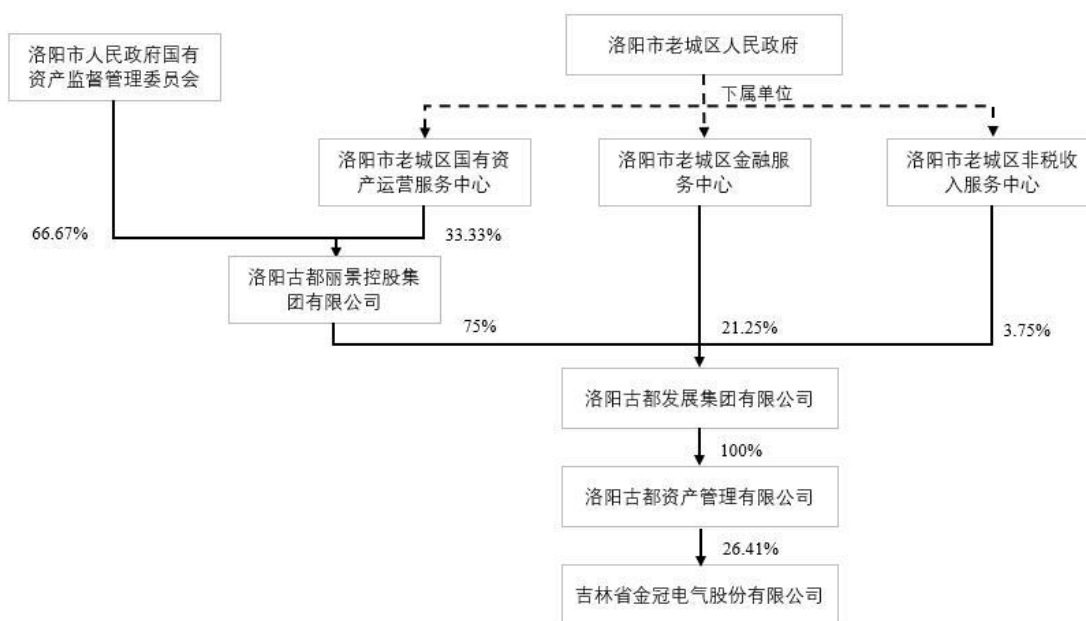 洛阳市人民政府国有
资产监督管理委员会
洛阳市老城区人民政府
下属单位
洛阳市老城区国有资
产运营服务中心
洛阳市老城区金融服
务中心
洛阳市老城区非税收
入服务中心
66.67%
33.33%
洛阳古都丽景控股集
团有限公司
75%
21.25%
3.75%
洛阳古都发展集团有限公司
100%
洛阳古都资产管理有限公司
26.41%
吉林省金冠电气股份有限公司